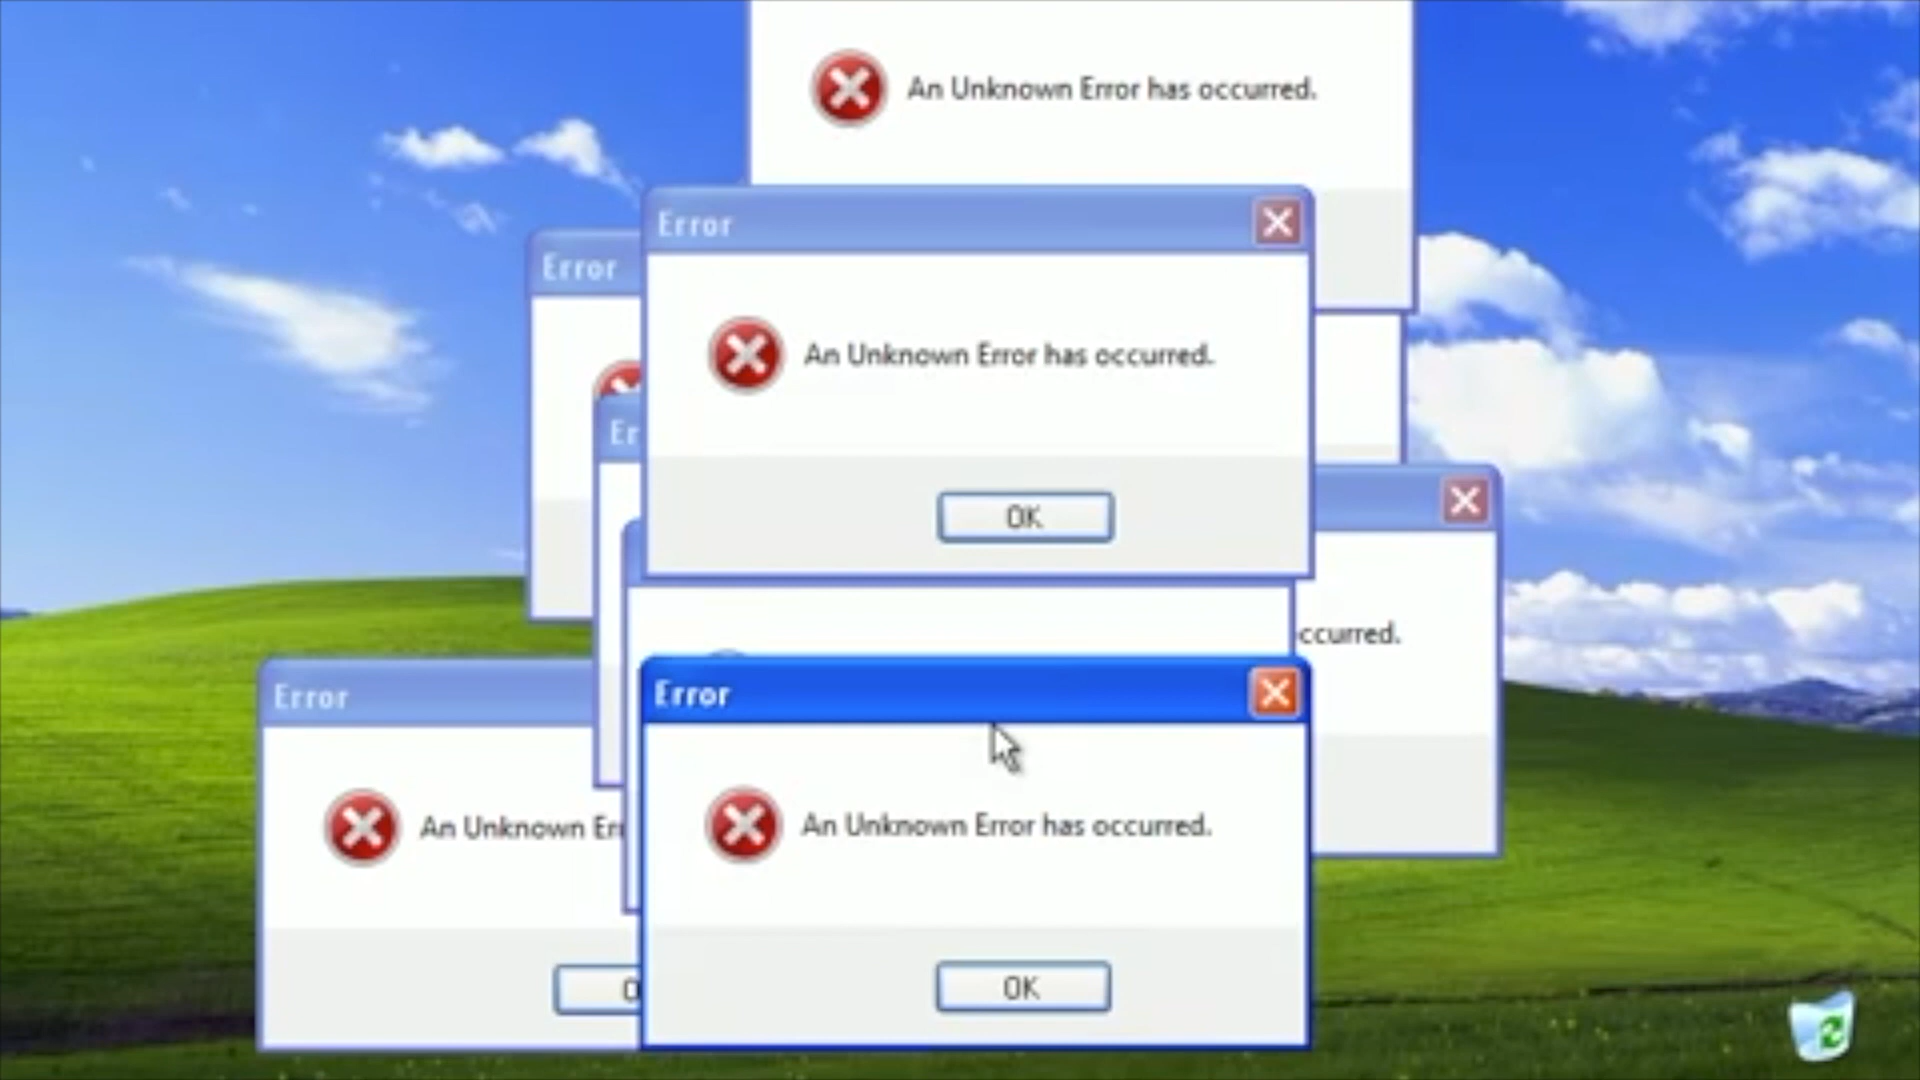 An Unknown Error has occurred.
Error
Error
An Unknown Error has occurred.
Er
OK
ccurred.
Error
Error
An Unknown Err
An Unknown Error has occurred.
O
OK